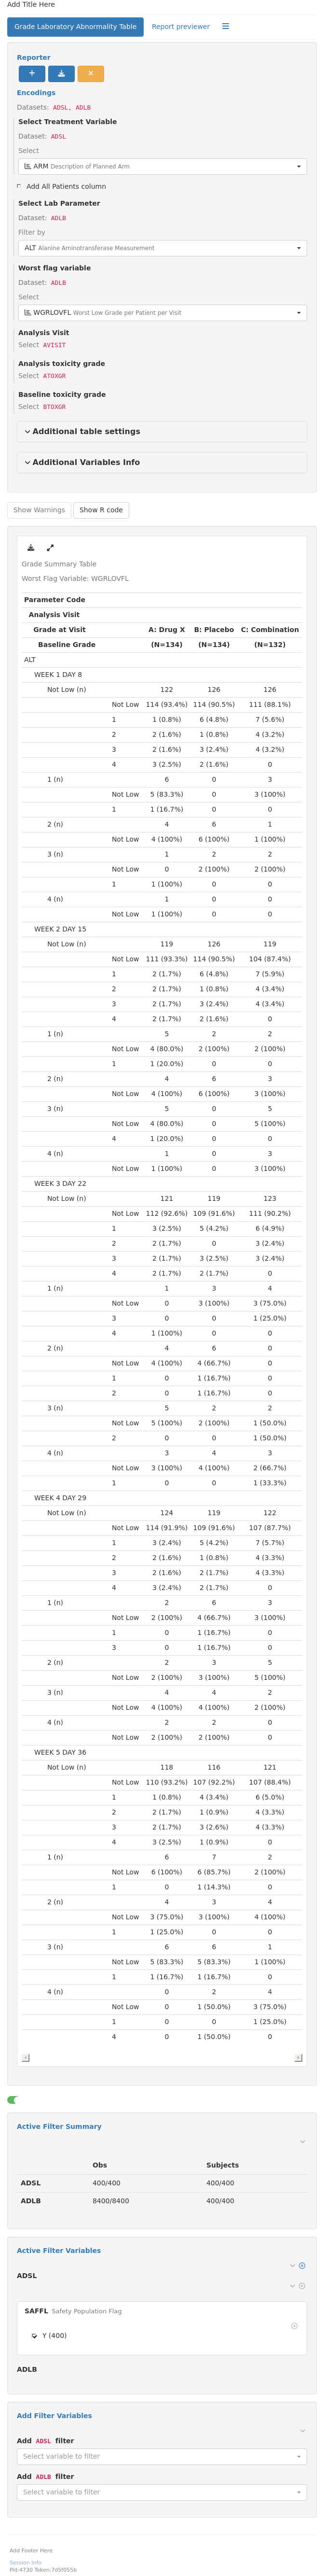 Add Title Here
Grade Laboratory Abnormality Table Report previewer
Reporter
Encodings
Datasets: ADSL, ADLB
Select Treatment Variable
Dataset: ADSL
Select
ARM Description of Planned Arm
Add All Patients column
Select Lab Parameter
Dataset: ADLB
Filter by
ALT Alanine Aminotransferase Measurement
Worst flag variable
Dataset: ADLB
Select
WGRLOVFL Worst Low Grade per Patient per Visit
Analysis Visit
Select AVISIT
Analysis toxicity grade
Select ATOXGR
Baseline toxicity grade
Select BTOXGR
Additional table settings
Additional Variables Info
Show Warnings Show R code
Grade Summary Table
Worst Flag Variable: WGRLOVFL
Parameter Code
Analysis Visit
Grade at Visit A: Drug X B: Placebo C: Combination
Baseline Grade (N=134) (N=134) (N=132)
ALT
WEEK 1 DAY 8
Not Low (n) 122 126 126
Not Low 114 (93.4%) 114 (90.5%) 111 (88.1%)
1 1 (0.8%) 6 (4.8%) 7 (5.6%)
2 2 (1.6%) 1 (0.8%) 4 (3.2%)
3 2 (1.6%) 3 (2.4%) 4 (3.2%)
4 3 (2.5%) 2 (1.6%) 0
1 (n) 6 0 3
Not Low 5 (83.3%) 0 3 (100%)
1 1 (16.7%) 0 0
2 (n) 4 6 1
Not Low 4 (100%) 6 (100%) 1 (100%)
3 (n) 1 2 2
Not Low 0 2 (100%) 2 (100%)
1 1 (100%) 0 0
4 (n) 1 0 0
Not Low 1 (100%) 0 0
WEEK 2 DAY 15
Not Low (n) 119 126 119
Not Low 111 (93.3%) 114 (90.5%) 104 (87.4%)
1 2 (1.7%) 6 (4.8%) 7 (5.9%)
2 2 (1.7%) 1 (0.8%) 4 (3.4%)
3 2 (1.7%) 3 (2.4%) 4 (3.4%)
4 2 (1.7%) 2 (1.6%) 0
1 (n) 5 2 2
Not Low 4 (80.0%) 2 (100%) 2 (100%)
1 1 (20.0%) 0 0
2 (n) 4 6 3
Not Low 4 (100%) 6 (100%) 3 (100%)
3 (n) 5 0 5
Not Low 4 (80.0%) 0 5 (100%)
4 1 (20.0%) 0 0
4 (n) 1 0 3
Not Low 1 (100%) 0 3 (100%)
WEEK 3 DAY 22
Not Low (n) 121 119 123
Not Low 112 (92.6%) 109 (91.6%) 111 (90.2%)
1 3 (2.5%) 5 (4.2%) 6 (4.9%)
2 2 (1.7%) 0 3 (2.4%)
3 2 (1.7%) 3 (2.5%) 3 (2.4%)
4 2 (1.7%) 2 (1.7%) 0
1 (n) 1 3 4
Not Low 0 3 (100%) 3 (75.0%)
3 0 0 1 (25.0%)
4 1 (100%) 0 0
2 (n) 4 6 0
Not Low 4 (100%) 4 (66.7%) 0
1 0 1 (16.7%) 0
2 0 1 (16.7%) 0
3 (n) 5 2 2
Not Low 5 (100%) 2 (100%) 1 (50.0%)
2 0 0 1 (50.0%)
4 (n) 3 4 3
Not Low 3 (100%) 4 (100%) 2 (66.7%)
1 0 0 1 (33.3%)
WEEK 4 DAY 29
Not Low (n) 124 119 122
Not Low 114 (91.9%) 109 (91.6%) 107 (87.7%)
1 3 (2.4%) 5 (4.2%) 7 (5.7%)
2 2 (1.6%) 1 (0.8%) 4 (3.3%)
3 2 (1.6%) 2 (1.7%) 4 (3.3%)
4 3 (2.4%) 2 (1.7%) 0
1 (n) 2 6 3
Not Low 2 (100%) 4 (66.7%) 3 (100%)
1 0 1 (16.7%) 0
3 0 1 (16.7%) 0
2 (n) 2 3 5
Not Low 2 (100%) 3 (100%) 5 (100%)
3 (n) 4 4 2
Not Low 4 (100%) 4 (100%) 2 (100%)
4 (n) 2 2 0
Not Low 2 (100%) 2 (100%) 0
WEEK 5 DAY 36
Not Low (n) 118 116 121
Not Low 110 (93.2%) 107 (92.2%) 107 (88.4%)
1 1 (0.8%) 4 (3.4%) 6 (5.0%)
2 2 (1.7%) 1 (0.9%) 4 (3.3%)
3 2 (1.7%) 3 (2.6%) 4 (3.3%)
4 3 (2.5%) 1 (0.9%) 0
1 (n) 6 7 2
Not Low 6 (100%) 6 (85.7%) 2 (100%)
1 0 1 (14.3%) 0
2 (n) 4 3 4
Not Low 3 (75.0%) 3 (100%) 4 (100%)
1 1 (25.0%) 0 0
3 (n) 6 6 1
Not Low 5 (83.3%) 5 (83.3%) 1 (100%)
1 1 (16.7%) 1 (16.7%) 0
4 (n) 0 2 4
Not Low 0 1 (50.0%) 3 (75.0%)
1 0 0 1 (25.0%)
4 0 1 (50.0%) 0
Active Filter Summary
Obs Subjects
ADSL 400/400 400/400
ADLB 8400/8400 400/400
Active Filter Variables
ADSL
SAFFL Safety Population Flag
Y (400)
ADLB
Add Filter Variables
Add ADSL filter
Select variable to filter
Add ADLB filter
Select variable to filter
Add Footer Here
Session Info
Pid:4730 Token:7d5f055b